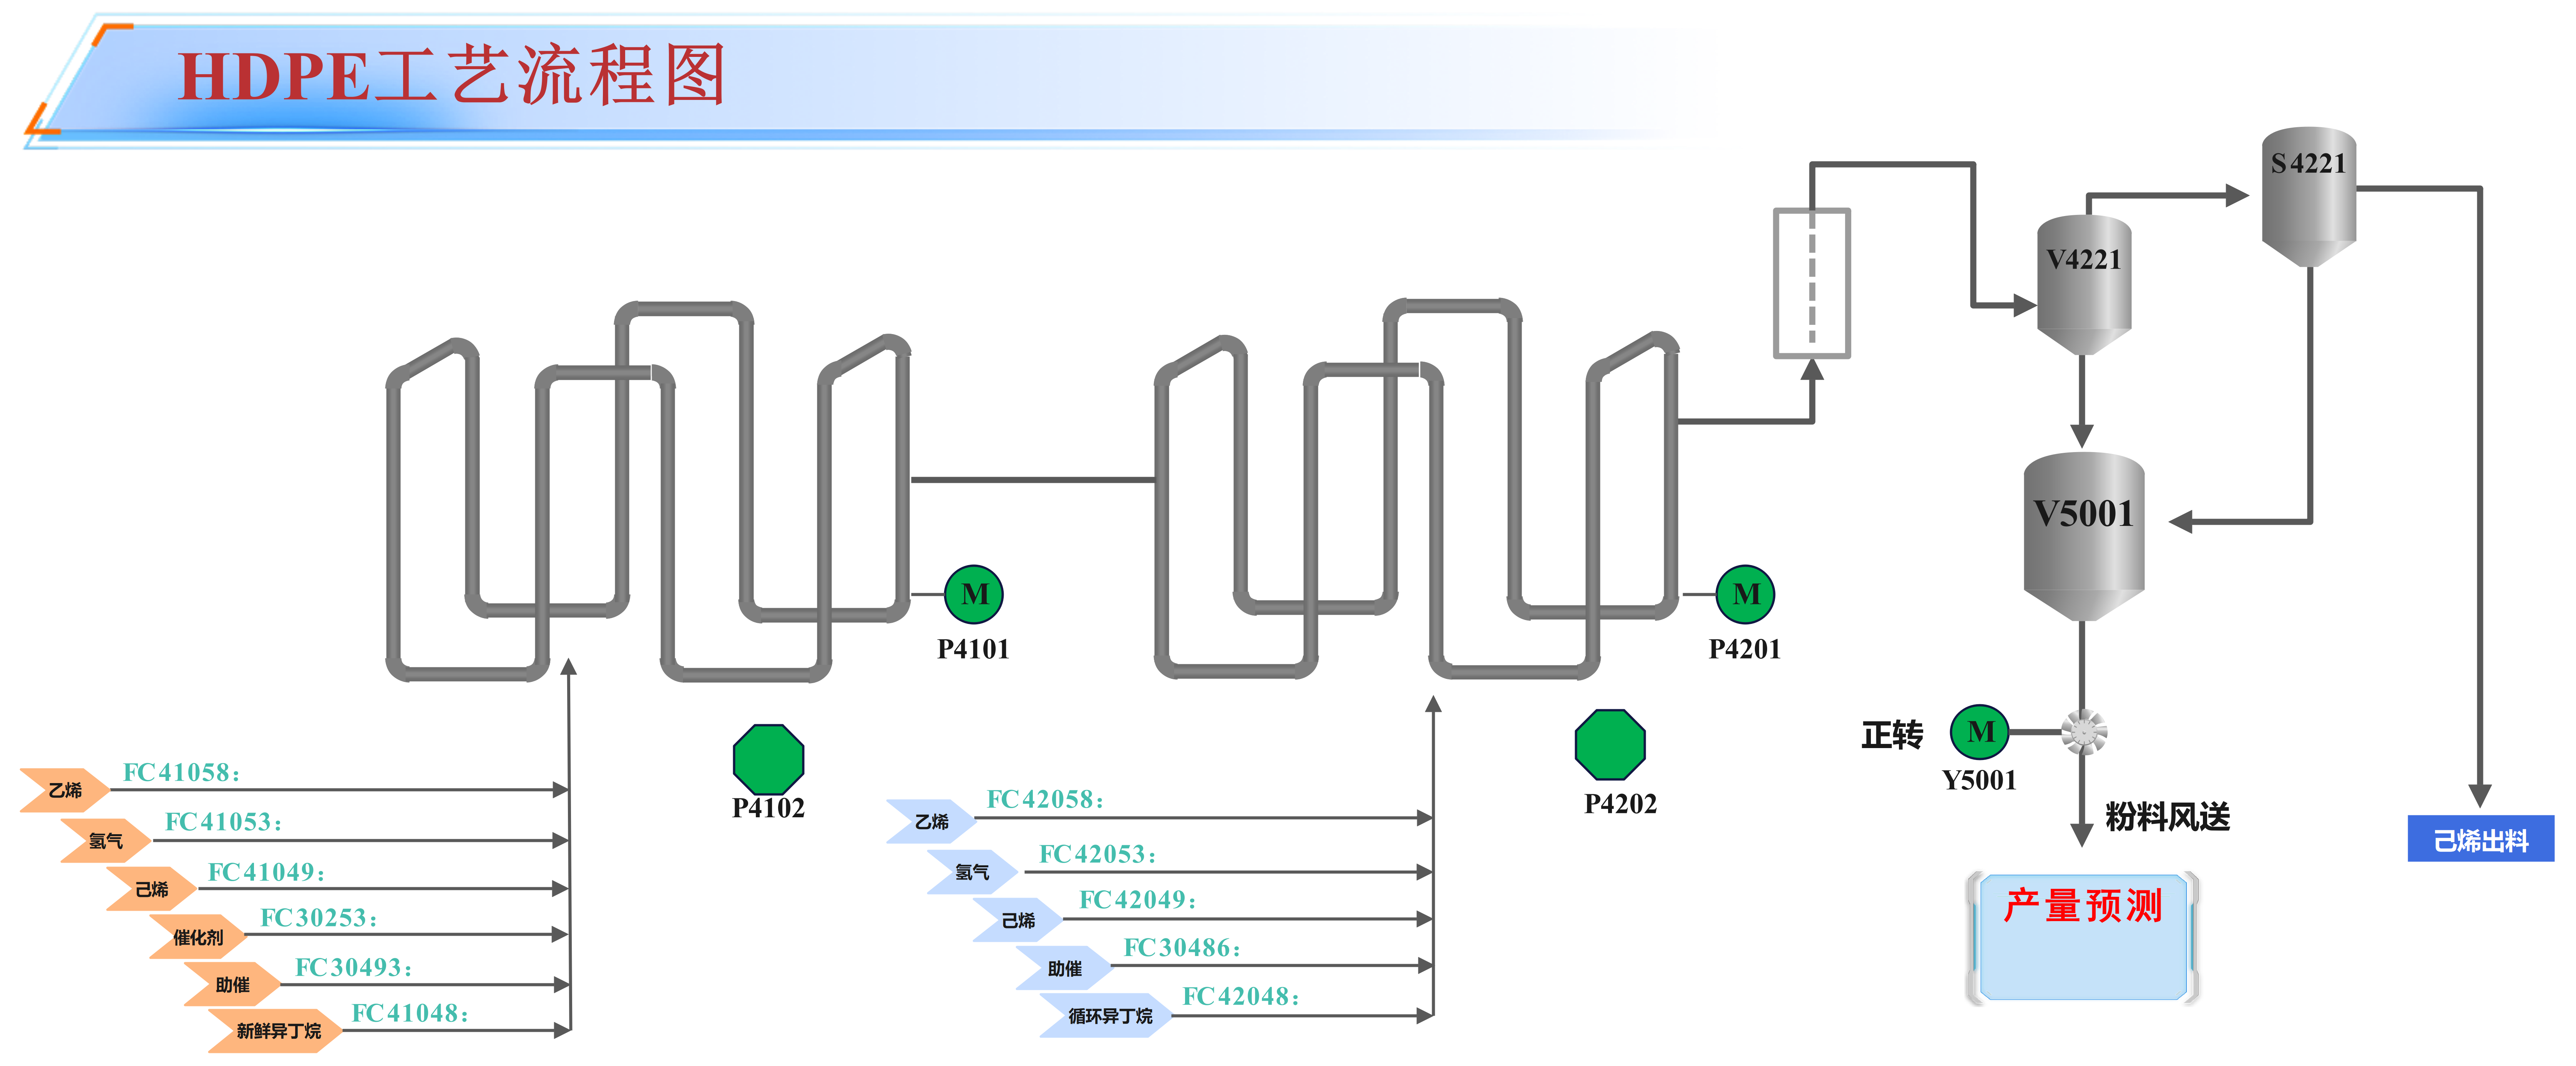 HDPE工艺流程图
S4221
V4221
V5001
M
P4101
M
P4201
正转
M
Y5001
P4102
P4202
粉料风送
己烯出料
产量预测
乙烯
FC41058：
氢气
FC41053：
己烯
FC41049：
催化剂
FC30253：
助催
FC30493：
新鲜异丁烷
FC41048：
乙烯
FC42058：
氢气
FC42053：
己烯
FC42049：
助催
FC30486：
循环异丁烷
FC42048：